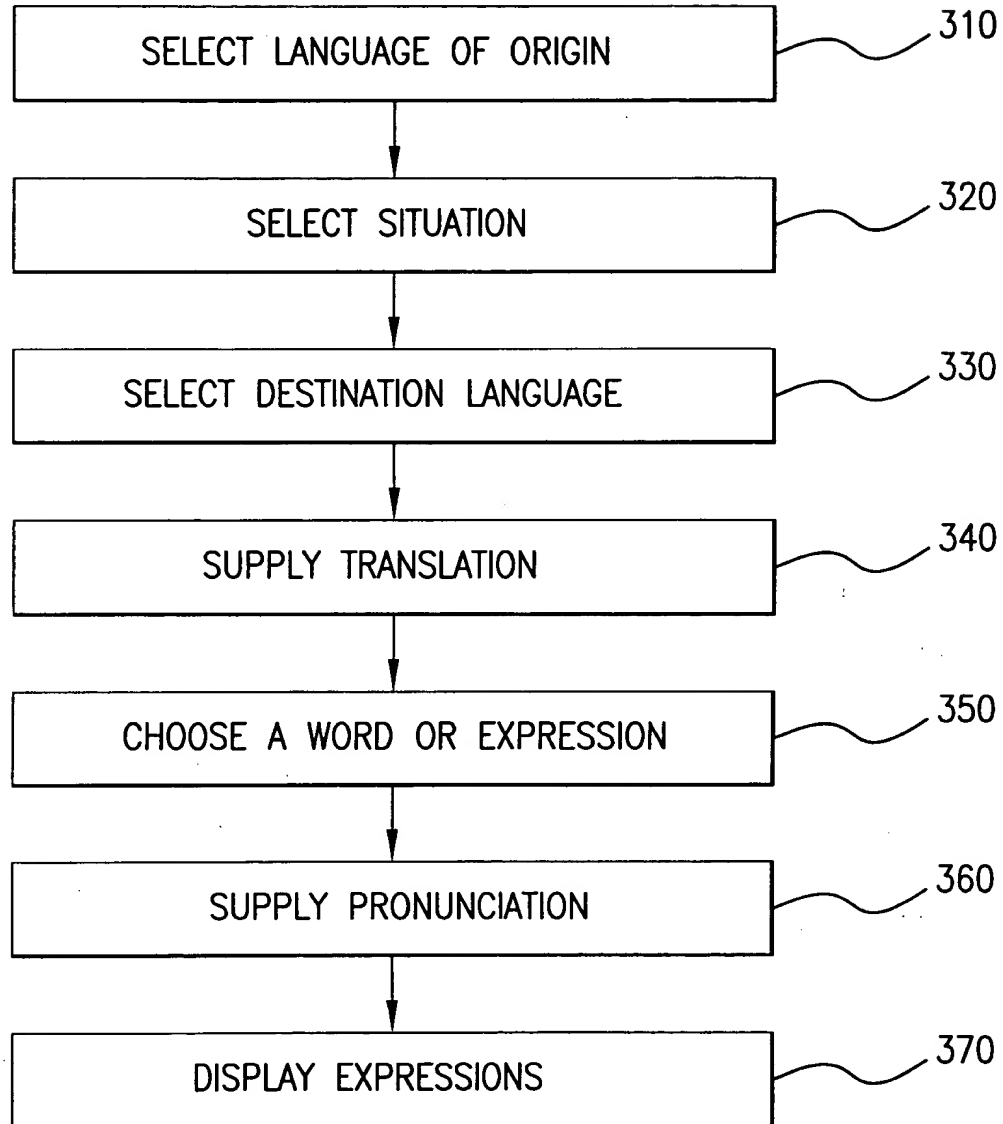 SELECT LANGUAGE OF ORIGIN
310
SELECT SITUATION
320
SELECT DESTINATION LANGUAGE
330
SUPPLY TRANSLATION
340
CHOOSE A WORD OR EXPRESSION
350
SUPPLY PRONUNCIATION
360
DISPLAY EXPRESSIONS
370